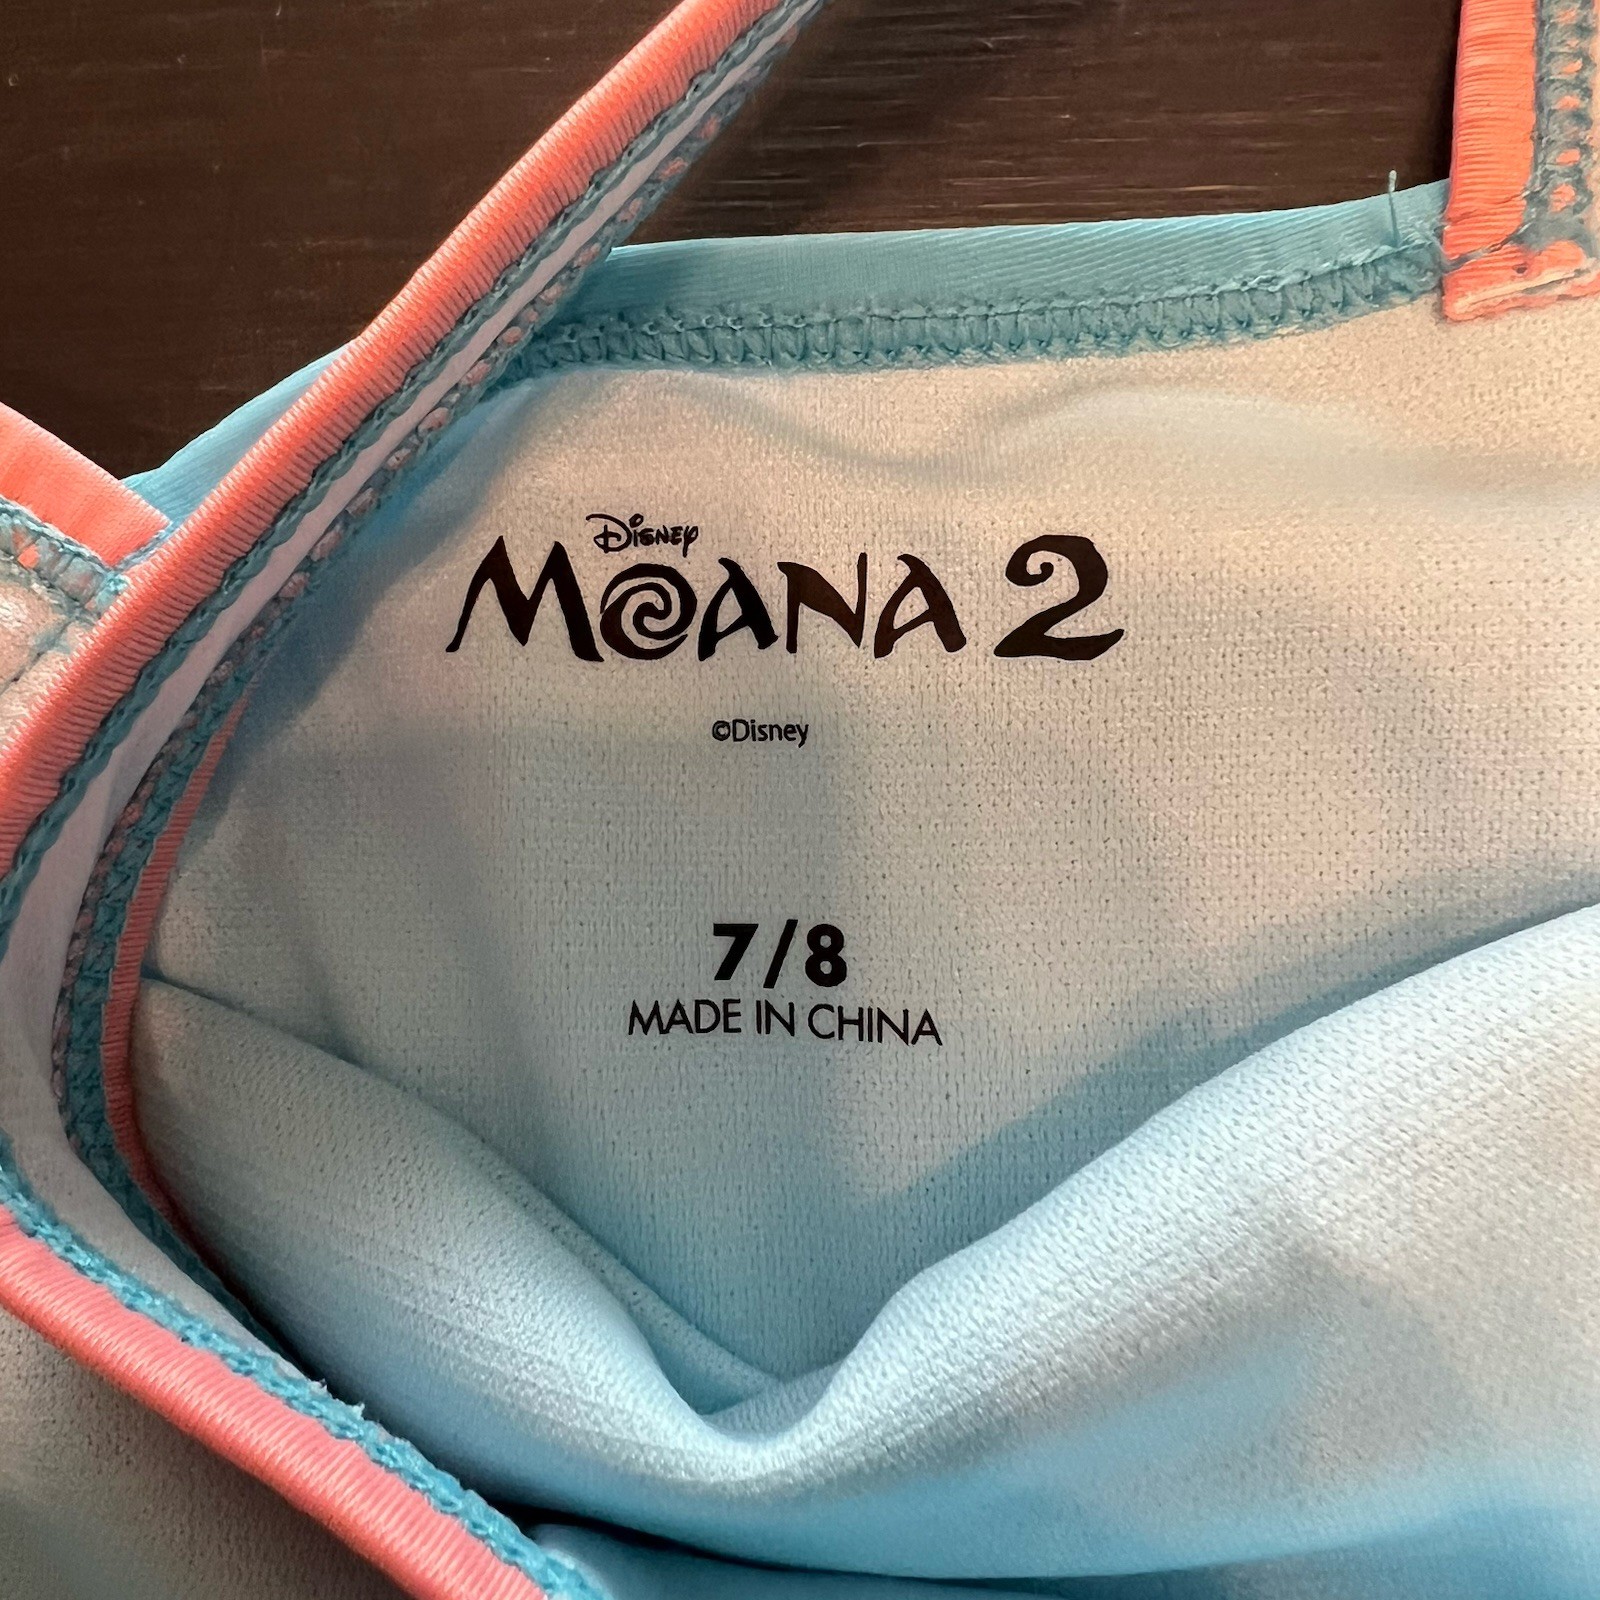 Disney
MOANA 2
©Disney
7/8
MADE IN CHINA